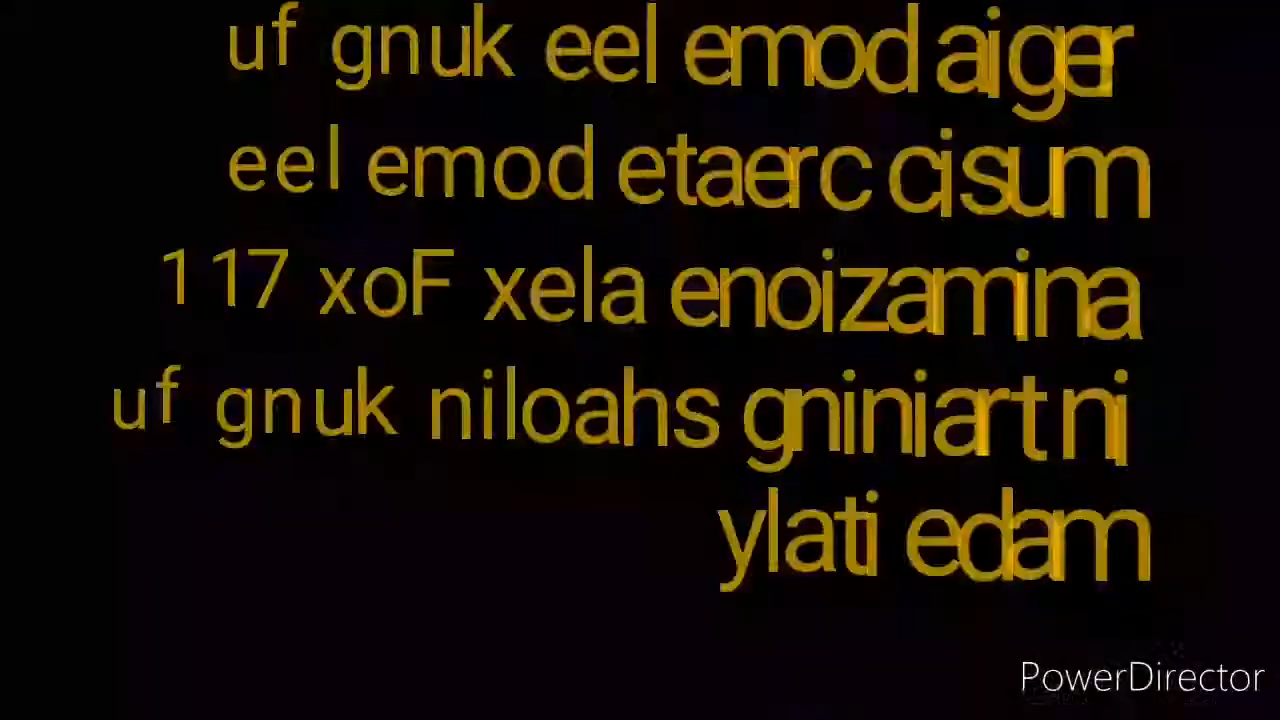 uf gnuk eel emod aiger
eel emod etaerc cisum
117 xoF xela enoizamina
uf gnuk niloahs gniniart ni
ylati edam
PowerDirector